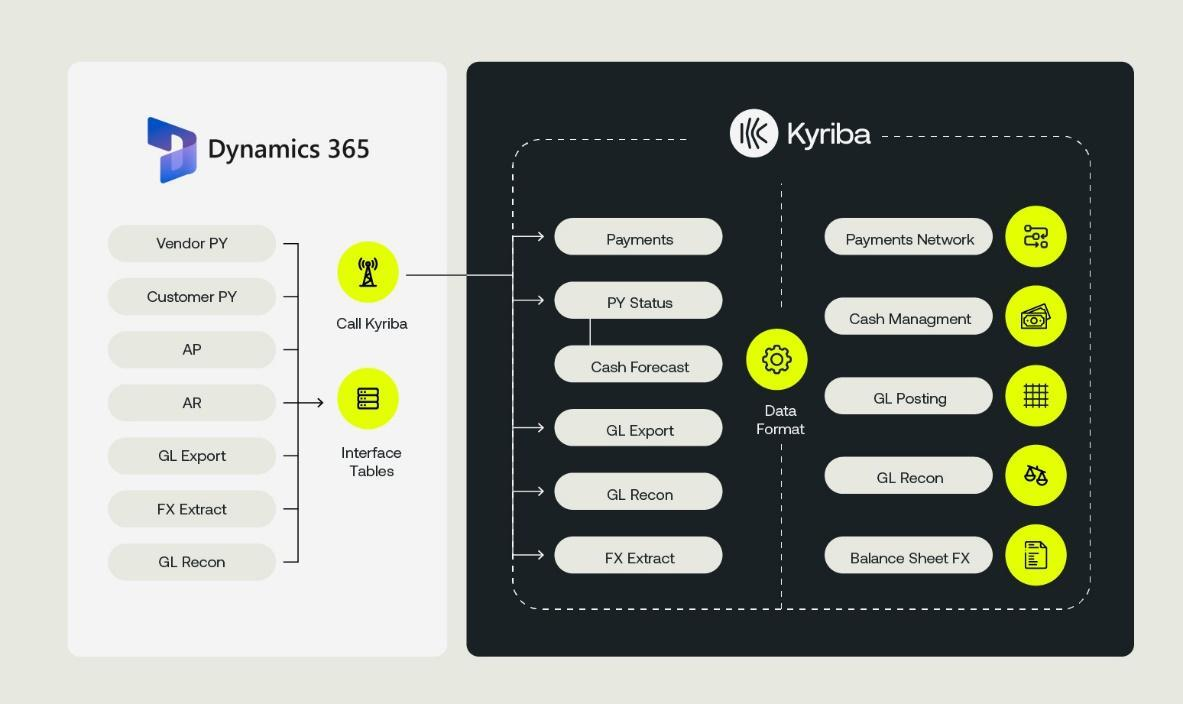 Dynamics 365
Vendor PY
Customer PY
AP
AR
GL Export
FX Extract
GL Recon
Call Kyriba
Interface
Tables
Kyriba
Payments
PY Status
Cash Forecast
GL Export
GL Recon
FX Extract
Data
Format
Payments Network
Cash Managment
GL Posting
GL Recon
Balance Sheet FX